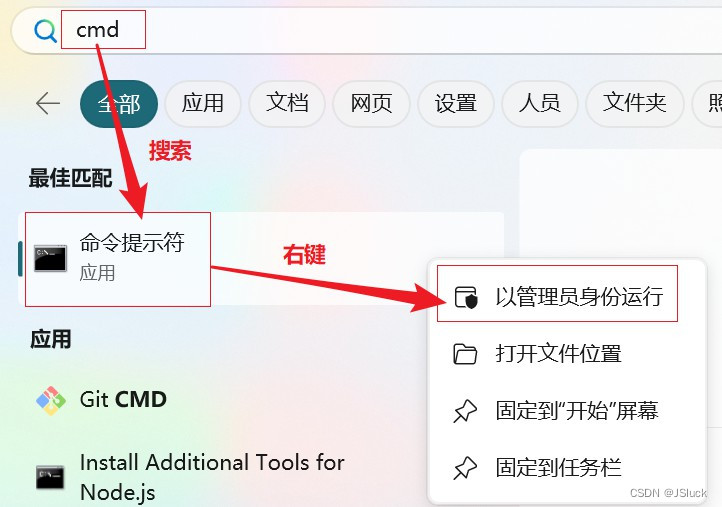 cmd
全部 应用 文档 网页 设置 人员 文件夹
搜索
最佳匹配
命令提示符
应用
右键
以管理员身份运行
应用
打开文件位置
Git CMD
固定到“开始”屏幕
Install Additional Tools for
Node.js
固定到任务栏
CSDN @JSluck